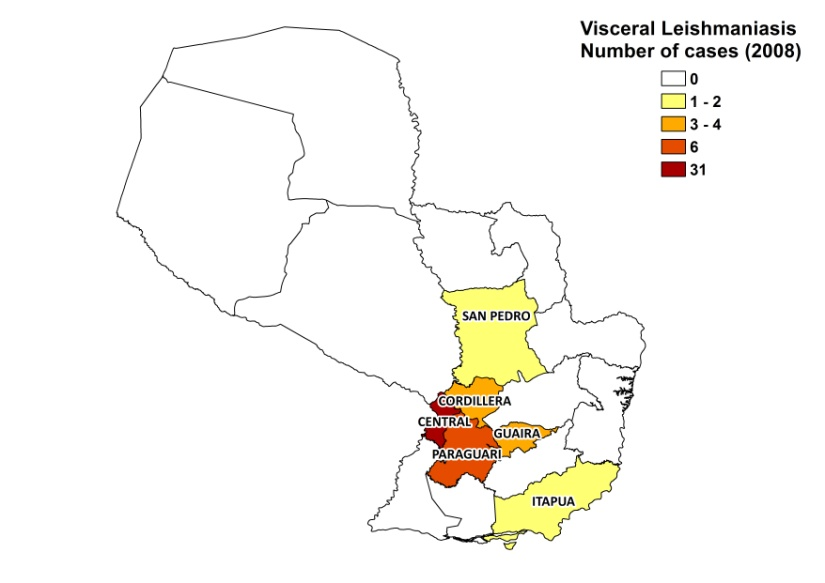 Visceral Leishmaniasis
Number of cases (2008)
0
1 - 2
3 - 4
6
31
SAN PEDRO
CORDILLERA
CENTRAL
GUAIRA
PARAGUARI
ITAPUA